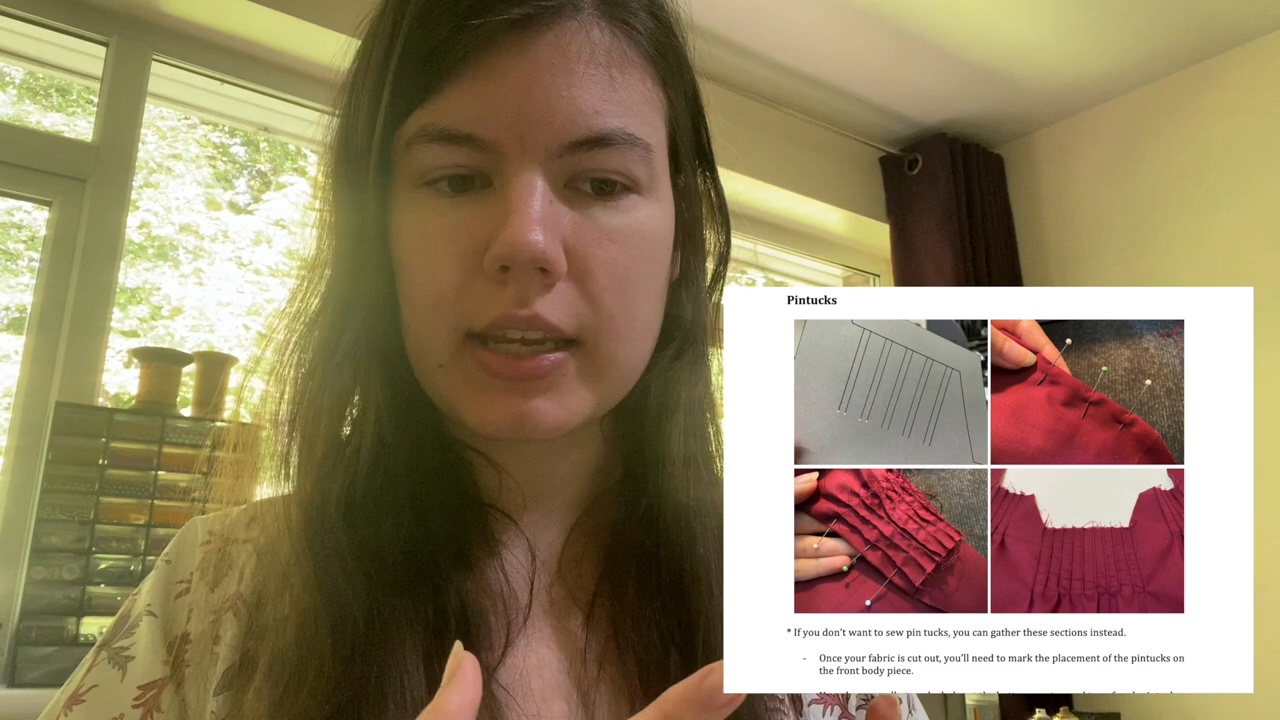 Pintucks
* If you don't want to sew pin tucks, you can gather these sections instead.
- Once your fabric is cut out, you'll need to mark the placement of the pintucks on
the front body piece.